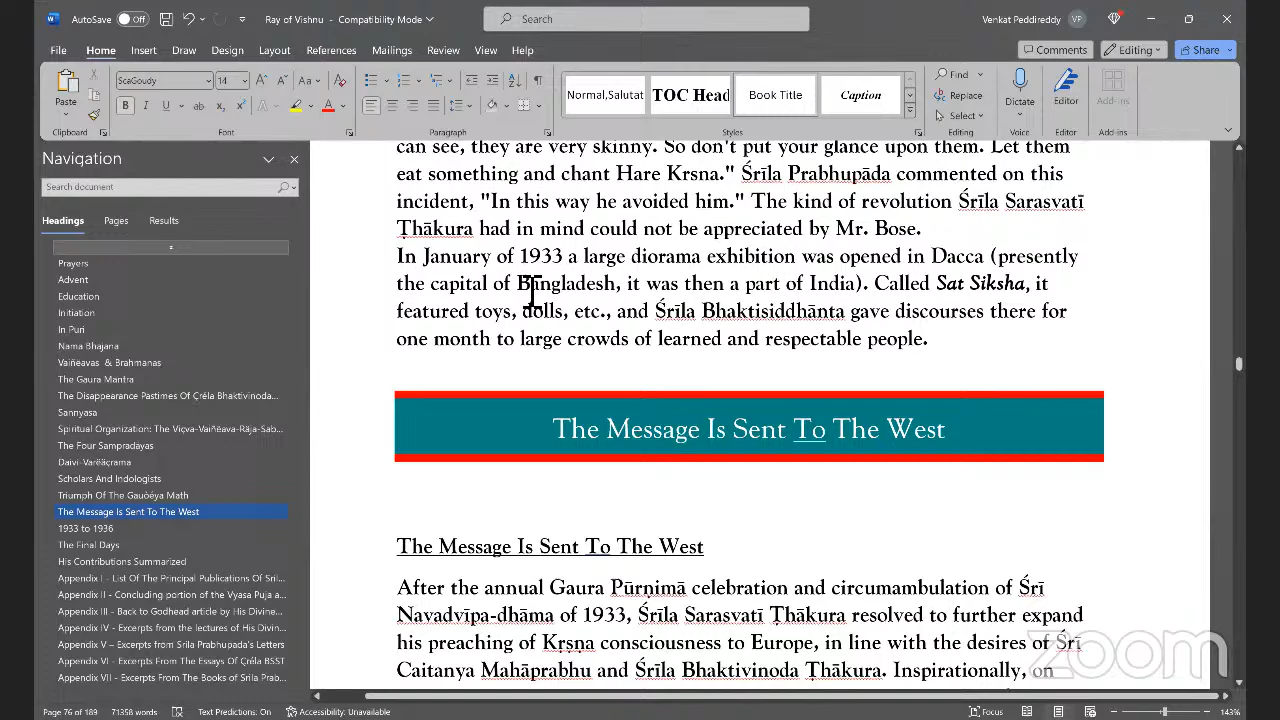 AutoSave Off Ray of Vishnu - Compatibility Mode Search Venkat Peddireddy VP
File Home Insert Draw Design Layout References Mailings Review View Help Comments Editing Share
Paste ScaGoudy 14 Normal,Salutat TOC Head Book Title Caption Find Replace Select Dictate Editor Add-ins
Clipboard Font Paragraph Styles Editing Voice Editor Add-ins
Navigation
Search document
Headings Pages Results
Prayers
Advent
Education
Initiation
In Puri
Nama Bhajana
Vaiñëavas & Brahmanas
The Gaura Mantra
The Disappearance Pastimes Of Çréla Bhaktivinoda...
Sannyasa
Spiritual Organization: The Viçva-Vaiñëava-Räja-Sab...
The Four Sampradäyas
Daivi-Varëäçrama
Scholars And Indologists
Triumph Of The Gauòéya Math
The Message Is Sent To The West
1933 to 1936
The Final Days
His Contributions Summarized
Appendix I - List Of The Principal Publications Of Sril...
Appendix II - Concluding portion of the Vyasa Puja a...
Appendix III - Back to Godhead article by His Divine...
Appendix IV - Excerpts from the lectures of His Divin...
Appendix V – Excerpts from Srila Prabhupada's Letters
Appendix VI - Excerpts From The Essays Of Çréla BSST
Appendix VII - Excerpts From The Books of Srila Prab...
can see, they are very skinny. So don't put your glance upon them. Let them
eat something and chant Hare Krsna." Śrīla Prabhupāda commented on this
incident, "In this way he avoided him." The kind of revolution Śrīla Sarasvatī
Ṭhākura had in mind could not be appreciated by Mr. Bose.
In January of 1933 a large diorama exhibition was opened in Dacca (presently
the capital of Bangladesh, it was then a part of India). Called Sat Siksha, it
featured toys, dolls, etc., and Śrīla Bhaktisiddhānta gave discourses there for
one month to large crowds of learned and respectable people.
The Message Is Sent To The West
The Message Is Sent To The West
After the annual Gaura Pūrṇimā celebration and circumambulation of Śrī
Navadvīpa-dhāma of 1933, Śrīla Sarasvatī Ṭhākura resolved to further expand
his preaching of Kṛṣṇa consciousness to Europe, in line with the desires of Śrī
Caitanya Mahāprabhu and Śrīla Bhaktivinoda Ṭhākura. Inspirationally, on
zoom
Page 76 of 189 71358 words Text Predictions: On Accessibility: Unavailable Focus 143%